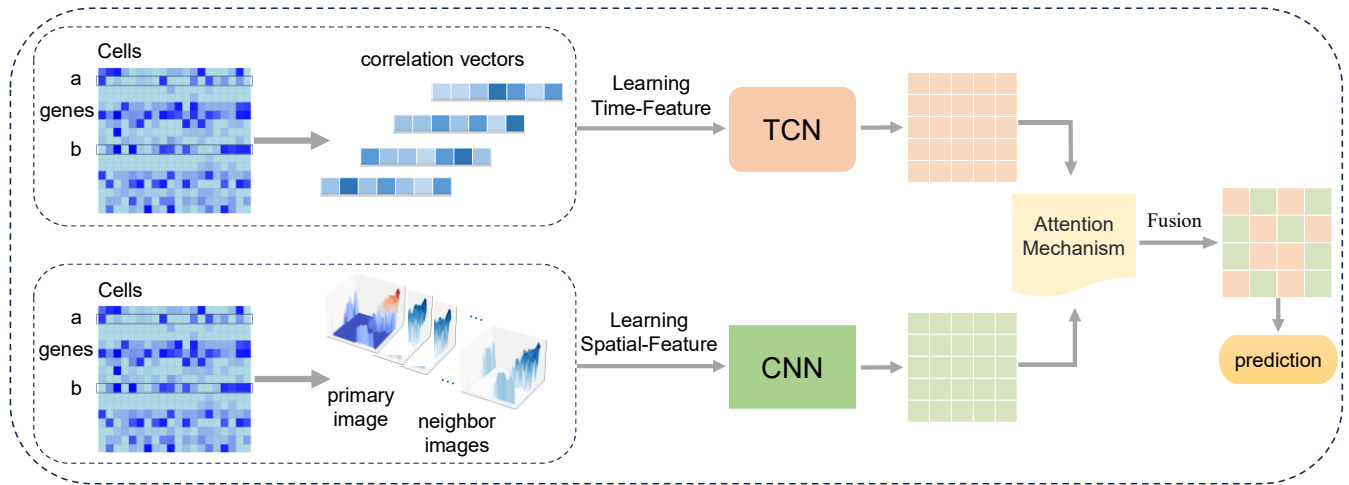 Cells
a
genes
b
correlation vectors
Learning
Time-Feature
TCN
Attention
Mechanism
Fusion
Cells
a
genes
b
primary
image
neighbor
images
...
...
Learning
Spatial-Feature
CNN
prediction